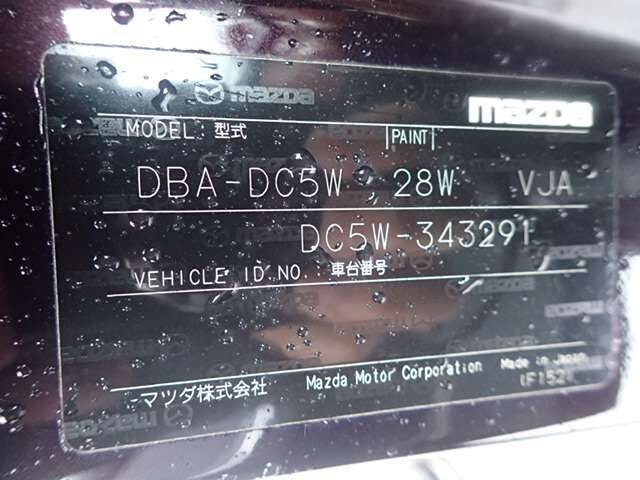 mazda mazda
MODEL: 型式 PAINT
DBA-DC5W 28W VJA
DC5W-343291
VEHICLE ID NO.: 車台番号
マツダ株式会社 Mazda Motor Corporation Made in Japan